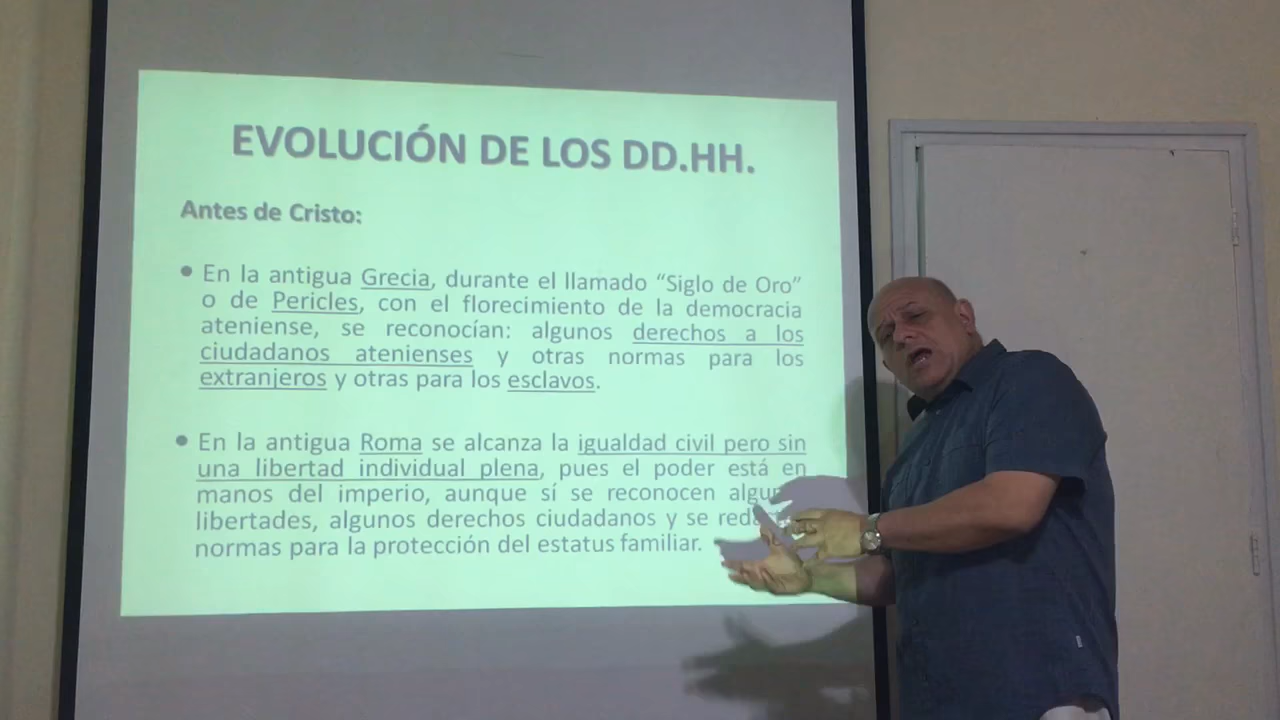 EVOLUCIÓN DE LOS DD.HH.
Antes de Cristo:
• En la antigua Grecia, durante el llamado “Siglo de Oro”
o de Pericles, con el florecimiento de la democracia
ateniense, se reconocían: algunos derechos a los
ciudadanos atenienses y otras normas para los
extranjeros y otras para los esclavos.
• En la antigua Roma se alcanza la igualdad civil pero sin
una libertad individual plena, pues el poder está en
manos del imperio, aunque sí se reconocen
libertades, algunos derechos ciudadanos y se
normas para la protección del estatus familiar.